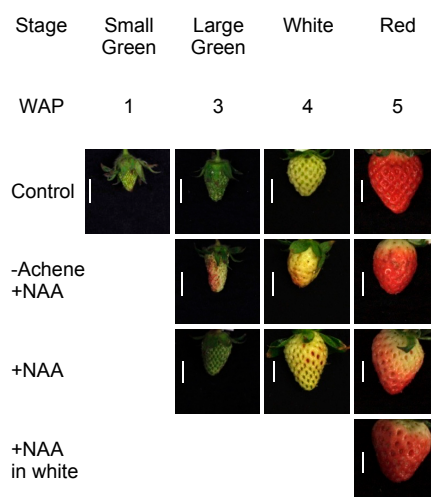 Stage Small Green Large Green White Red
WAP 1 3 4 5
Control
-Achene
+NAA
+NAA
+NAA
in white